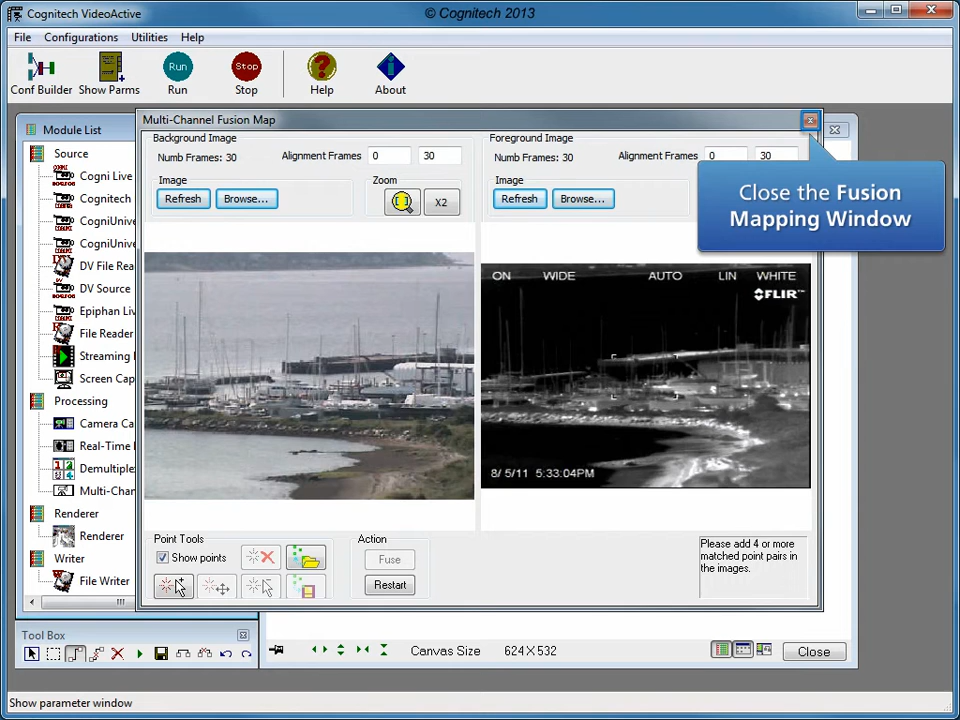 Cognitech VideoActive
© Cognitech 2013
File Configurations Utilities Help
Run Stop
Conf Builder Show Parms Run Stop Help About
Module List
Source
Cogni Live
Cognitech
CogniUnive
CogniUnive
DV File Rea
DV Source
Epiphan Liv
File Reader
Streaming
Screen Cap
Processing
Camera Ca
Real-Time
Demultiple
Multi-Char
Renderer
Renderer
Writer
File Writer
Multi-Channel Fusion Map
Background Image
Numb Frames: 30 Alignment Frames 0 30
Image Zoom
Refresh Browse... X2
Foreground Image
Numb Frames: 30 Alignment Frames 0 30
Image
Refresh Browse...
Close the Fusion
Mapping Window
ON WIDE AUTO LIN WHITE
FLIR™
8/ 5/11 5:33:04PM
Point Tools
Show points
Action
Fuse
Restart
Please add 4 or more
matched point pairs in
the images.
Tool Box
Canvas Size 624X532
Close
Show parameter window